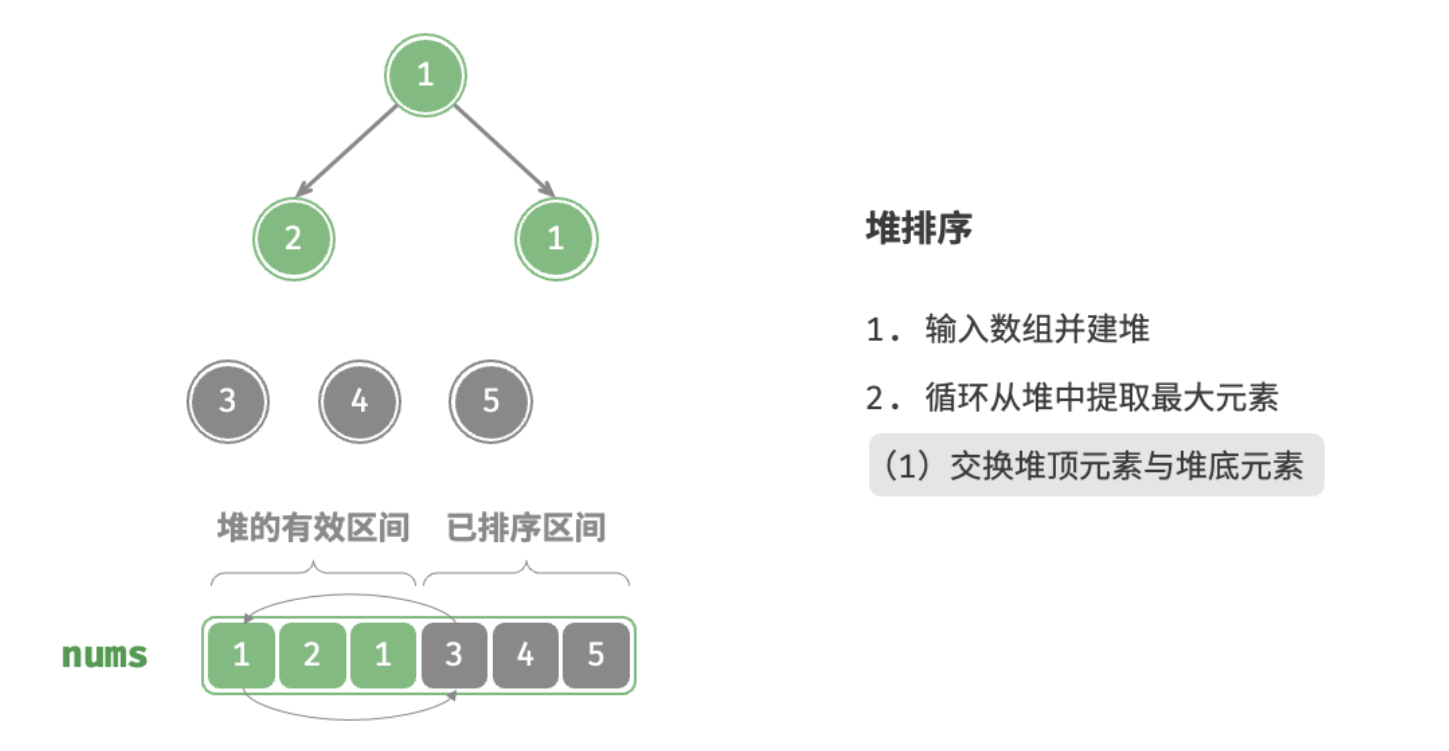 1
2 1
3 4 5
堆的有效区间 已排序区间
nums 1 2 1 3 4 5
堆排序
1. 输入数组并建堆
2. 循环从堆中提取最大元素
（1）交换堆顶元素与堆底元素